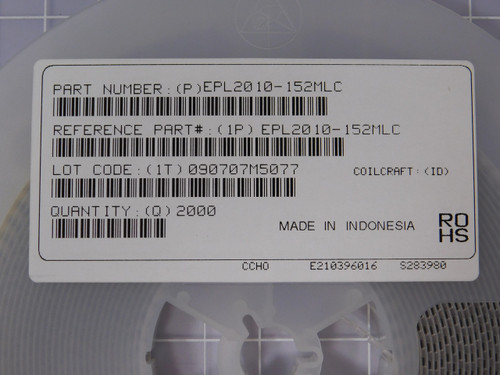 PART NUMBER:(P)EPL2010-152MLC
REFERENCE PART#:(1P) EPL2010-152MLC
LOT CODE:(1T) 090707M5077
COILCRAFT:(ID)
QUANTITY:(Q) 2000
MADE IN INDONESIA
RO
HS
CCHO E210396016 S283980